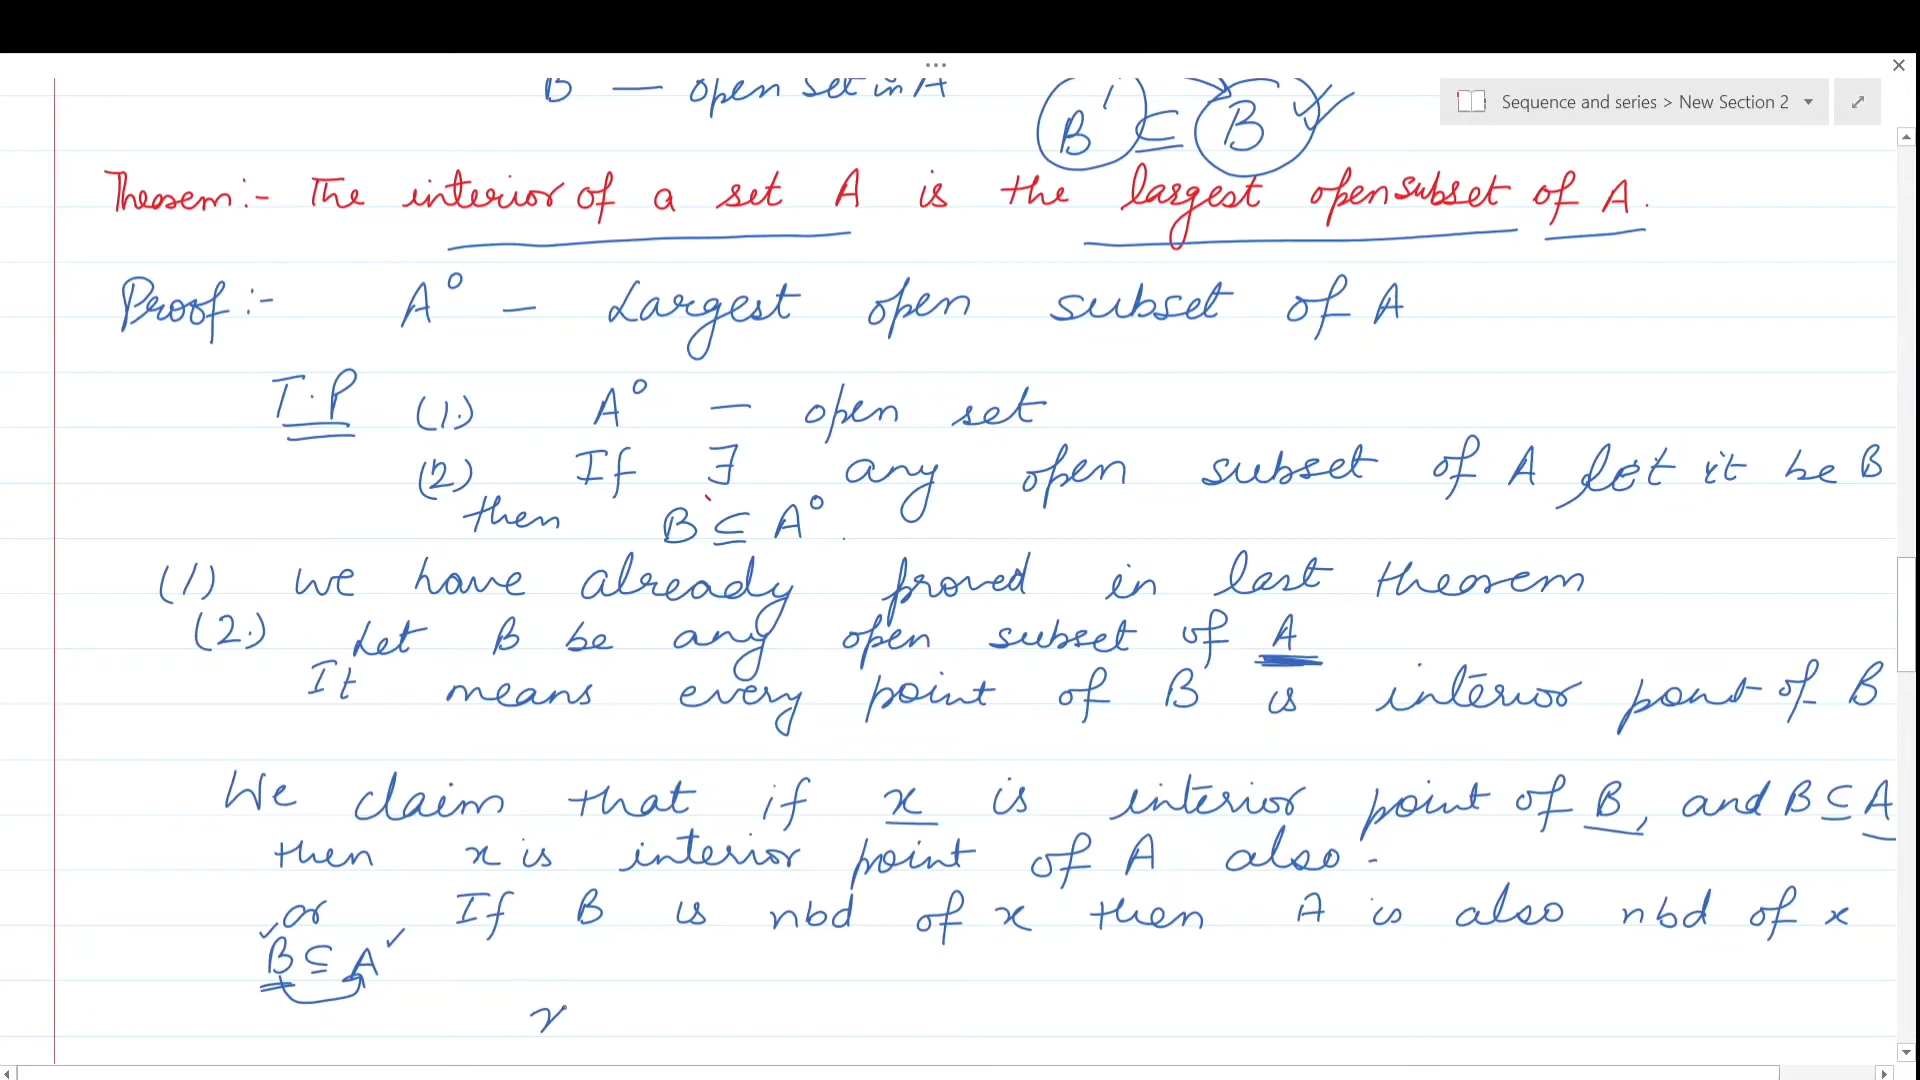 B — open set in A
B' ⊆ B
Sequence and series > New Section 2
Theorem:- The interior of a set A is the largest open subset of A.
Proof:- A° - Largest open subset of A
T.P (1.) A° - open set
(2) If ∃ any open subset of A let it be B
then B ⊆ A°
(1) we have already proved in last theorem
(2.) Let B be any open subset of A
It means every point of B is interior point of B
We claim that if x is interior point of B, and B ⊆ A
then x is interior point of A also.
or If B is nbd of x then A is also nbd of x
B ⊆ A
x